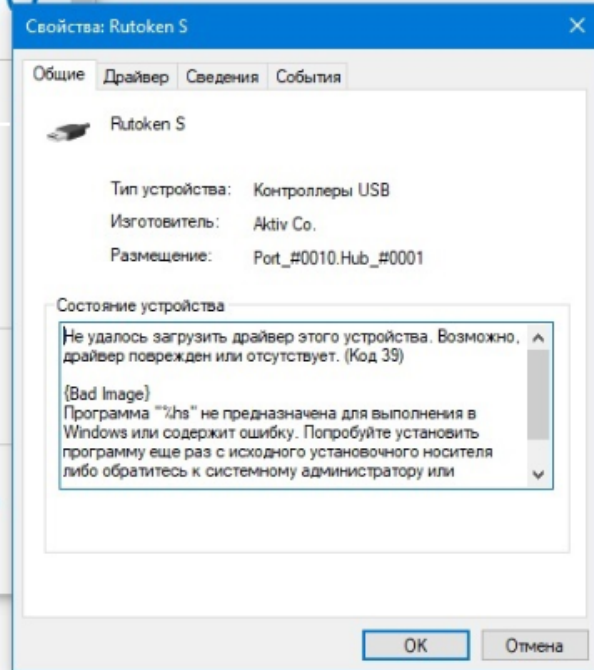 Свойства: Rutoken S
Общие Драйвер Сведения События
Rutoken S
Тип устройства: Контроллеры USB
Изготовитель: Aktiv Co.
Размещение: Port_#0010.Hub_#0001
Состояние устройства
Не удалось загрузить драйвер этого устройства. Возможно,
драйвер поврежден или отсутствует. (Код 39)
{Bad Image}
Программа "%hs" не предназначена для выполнения в
Windows или содержит ошибку. Попробуйте установить
программу еще раз с исходного установочного носителя
либо обратитесь к системному администратору или
OK Отмена